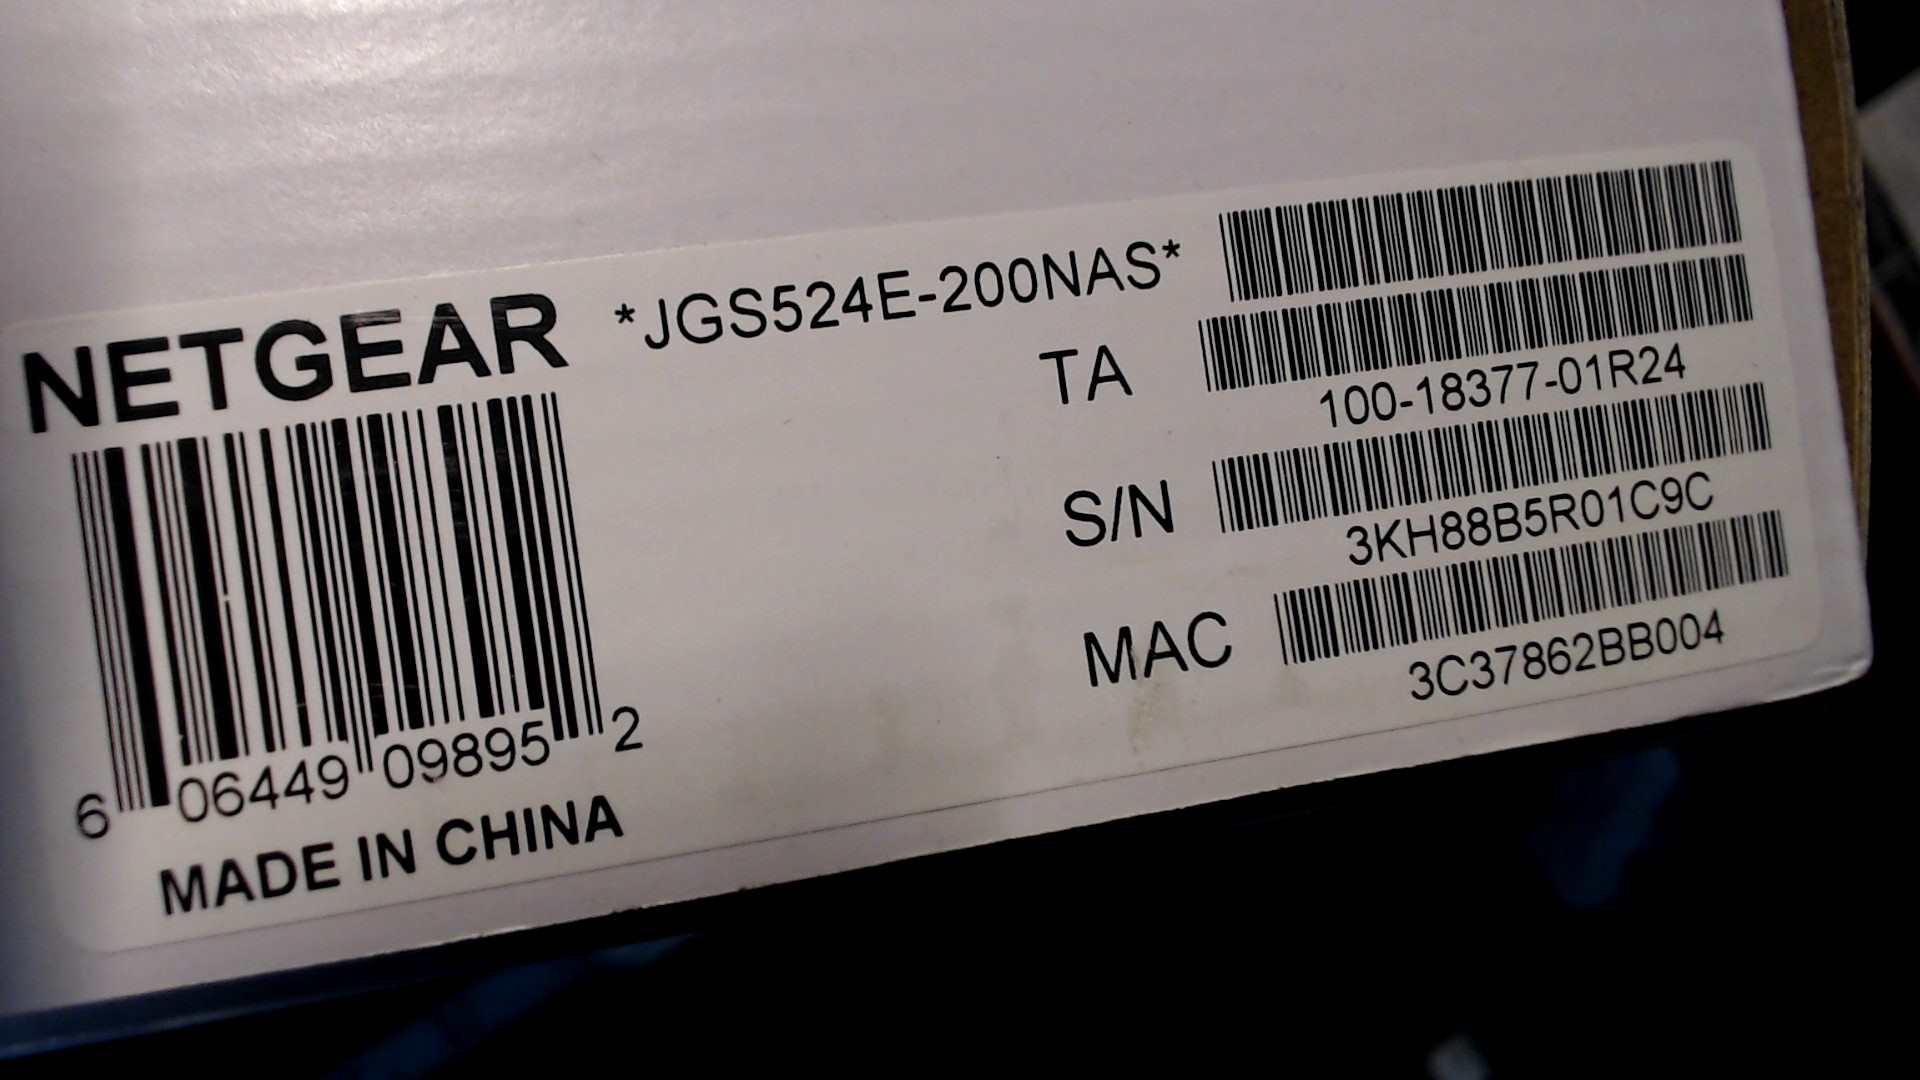 NETGEAR
*JGS524E-200NAS*
TA
100-18377-01R24
S/N
3KH88B5R01C9C
MAC
3C37862BB004
6 06449 09895 2
MADE IN CHINA